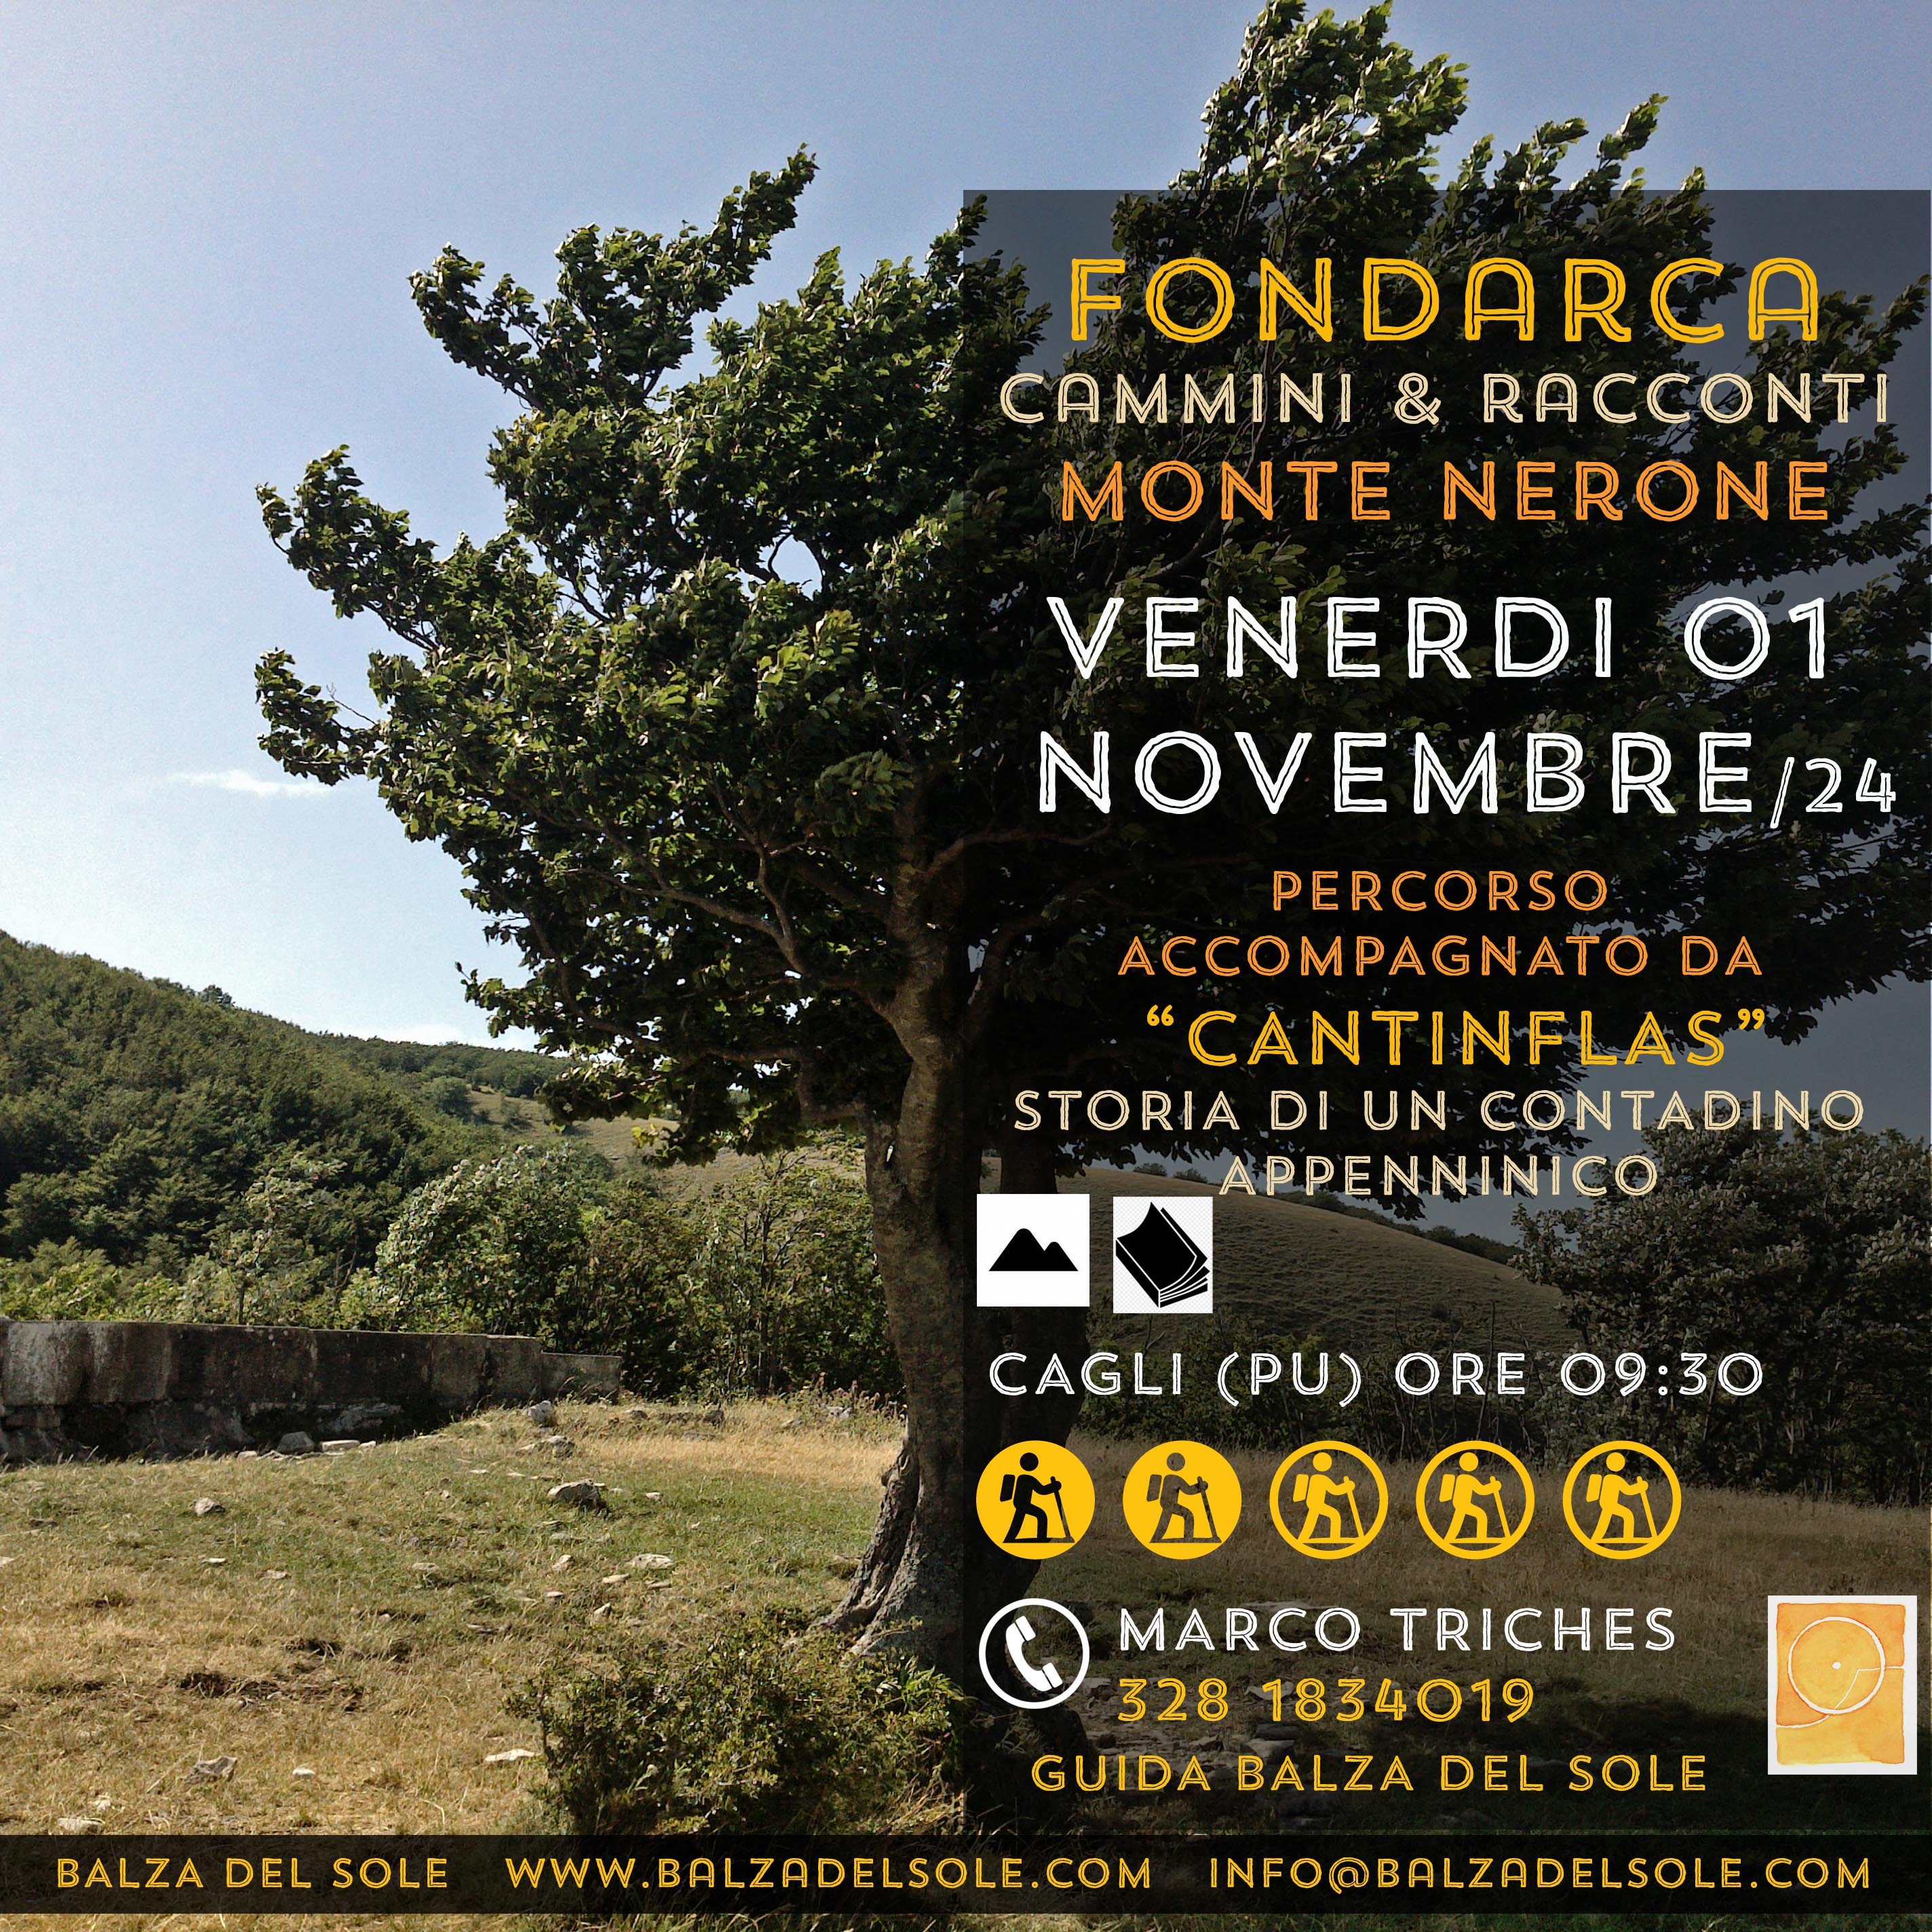 FONDARCA
CAMMINI & RACCONTI
MONTE NERONE
VENERDI 01
NOVEMBRE/24
PERCORSO
ACCOMPAGNATO DA
“CANTINFLAS”
STORIA DI UN CONTADINO
APPENNINICO
CAGLI (PU) ORE 09:30
MARCO TRICHES
328 1834019
GUIDA BALZA DEL SOLE
BALZA DEL SOLE WWW.BALZADELSOLE.COM INFO@BALZADELSOLE.COM